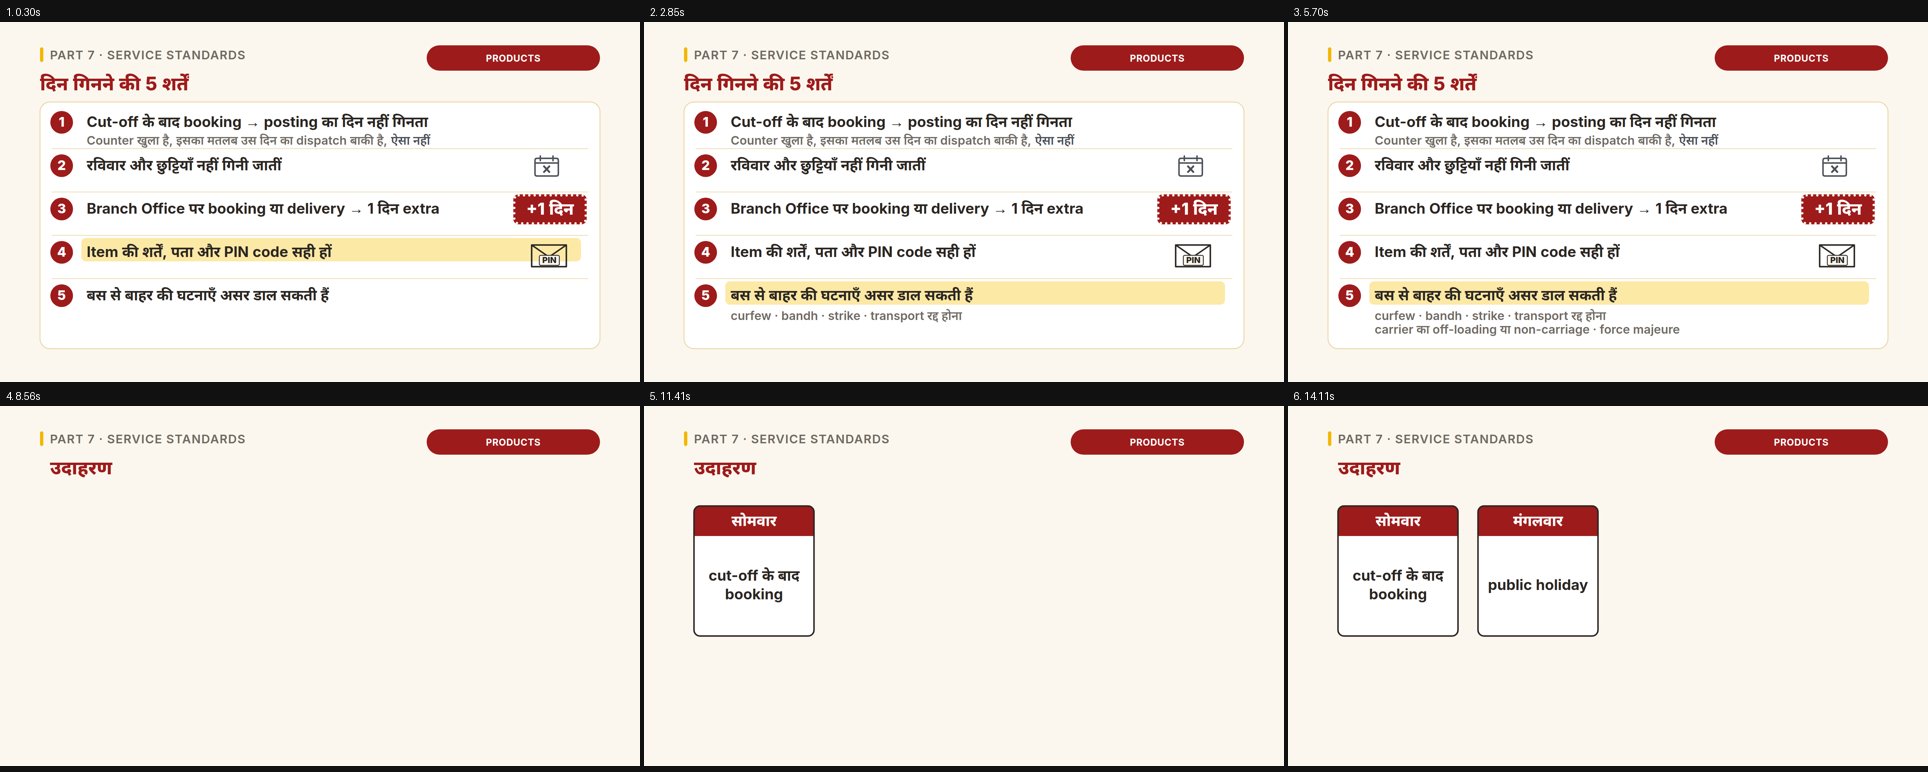 1. 0.30s
PART 7 · SERVICE STANDARDS
PRODUCTS
दिन गिनने की 5 शर्तें
1 Cut-off के बाद booking → posting का दिन नहीं गिनता
Counter खुला है, इसका मतलब उस दिन का dispatch बाकी है, ऐसा नहीं
2 रविवार और छुट्टियाँ नहीं गिनी जातीं
3 Branch Office पर booking या delivery → 1 दिन extra +1 दिन
4 Item की शर्तें, पता और PIN code सही हों PIN
5 बस से बाहर की घटनाएँ असर डाल सकती हैं
2. 2.85s
PART 7 · SERVICE STANDARDS
PRODUCTS
दिन गिनने की 5 शर्तें
1 Cut-off के बाद booking → posting का दिन नहीं गिनता
Counter खुला है, इसका मतलब उस दिन का dispatch बाकी है, ऐसा नहीं
2 रविवार और छुट्टियाँ नहीं गिनी जातीं
3 Branch Office पर booking या delivery → 1 दिन extra +1 दिन
4 Item की शर्तें, पता और PIN code सही हों PIN
5 बस से बाहर की घटनाएँ असर डाल सकती हैं
curfew · bandh · strike · transport रद्द होना
3. 5.70s
PART 7 · SERVICE STANDARDS
PRODUCTS
दिन गिनने की 5 शर्तें
1 Cut-off के बाद booking → posting का दिन नहीं गिनता
Counter खुला है, इसका मतलब उस दिन का dispatch बाकी है, ऐसा नहीं
2 रविवार और छुट्टियाँ नहीं गिनी जातीं
3 Branch Office पर booking या delivery → 1 दिन extra +1 दिन
4 Item की शर्तें, पता और PIN code सही हों PIN
5 बस से बाहर की घटनाएँ असर डाल सकती हैं
curfew · bandh · strike · transport रद्द होना
carrier का off-loading या non-carriage · force majeure
4. 8.56s
PART 7 · SERVICE STANDARDS
PRODUCTS
उदाहरण
5. 11.41s
PART 7 · SERVICE STANDARDS
PRODUCTS
उदाहरण
सोमवार
cut-off के बाद
booking
6. 14.11s
PART 7 · SERVICE STANDARDS
PRODUCTS
उदाहरण
सोमवार
cut-off के बाद
booking
मंगलवार
public holiday